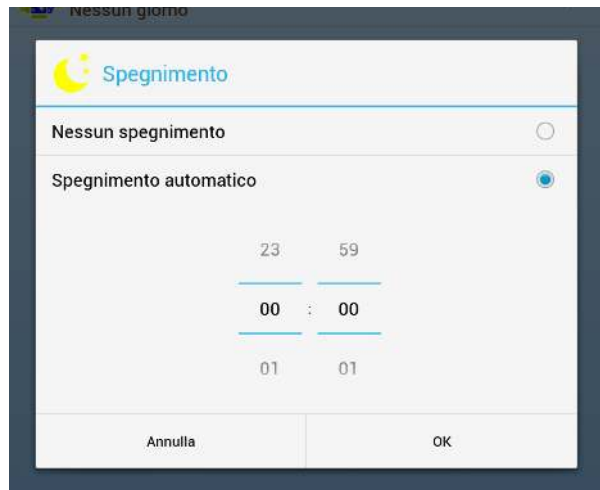 Nessun giorno
Spegnimento
Nessun spegnimento
Spegnimento automatico
23 59
00 : 00
01 01
Annulla OK